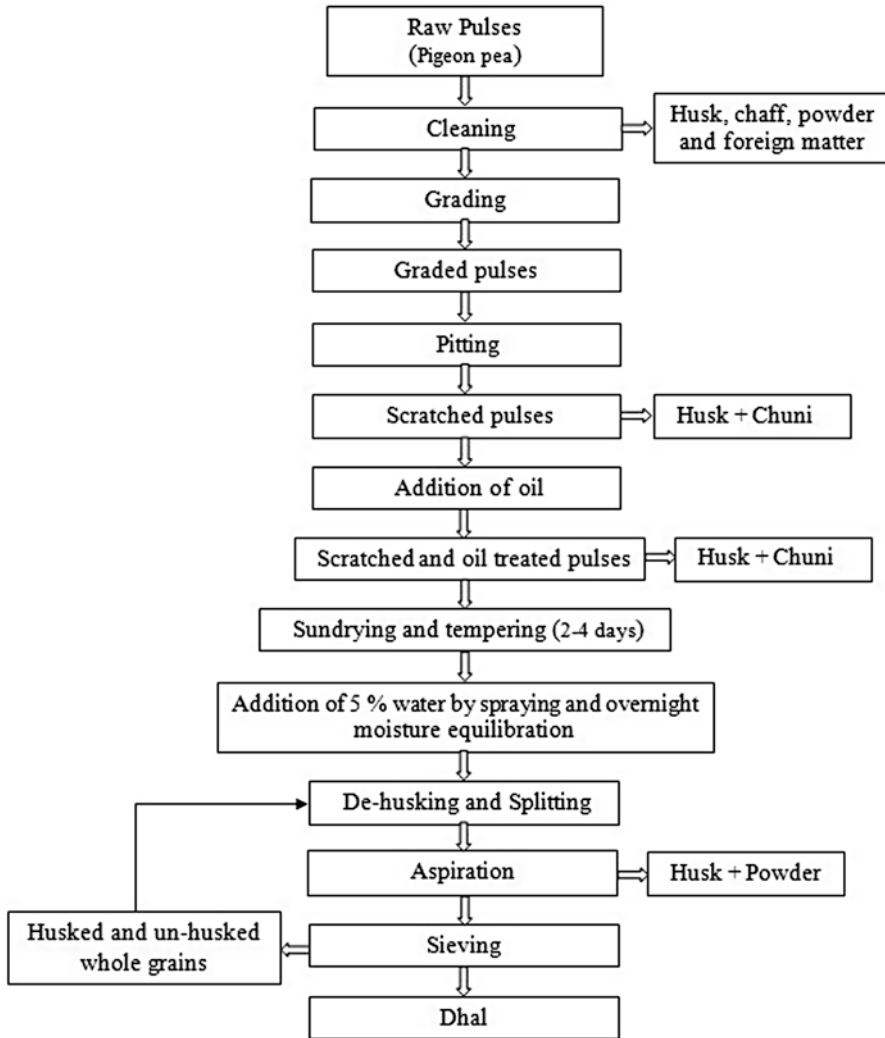 Raw Pulses
(Pigeon pea)
Cleaning
Husk, chaff, powder
and foreign matter
Grading
Graded pulses
Pitting
Scratched pulses
Husk + Chuni
Addition of oil
Scratched and oil treated pulses
Husk + Chuni
Sundrying and tempering (2-4 days)
Addition of 5 % water by spraying and overnight
moisture equilibration
De-husking and Splitting
Aspiration
Husk + Powder
Husked and un-husked
whole grains
Sieving
Dhal